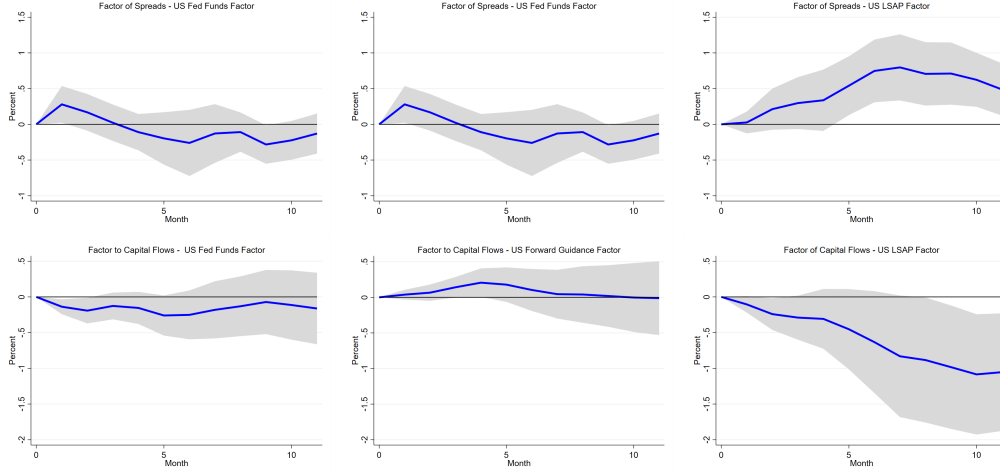 Factor of Spreads - US Fed Funds Factor
Percent
1.5
1
.5
0
-.5
-1
0 5 10
Month
Factor of Spreads - US Fed Funds Factor
Percent
1.5
1
.5
0
-.5
-1
0 5 10
Month
Factor of Spreads - US LSAP Factor
Percent
1.5
1
.5
0
-.5
-1
0 5 10
Month
Factor to Capital Flows - US Fed Funds Factor
Percent
.5
0
-.5
-1
-1.5
-2
0 5 10
Month
Factor to Capital Flows - US Forward Guidance Factor
Percent
.5
0
-.5
-1
-1.5
-2
0 5 10
Month
Factor of Capital Flows - US LSAP Factor
Percent
.5
0
-.5
-1
-1.5
-2
0 5 10
Month